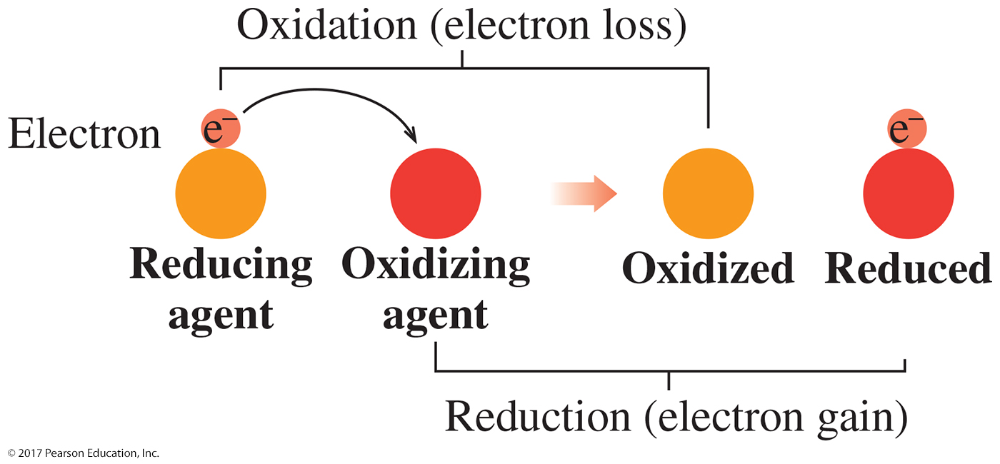 Oxidation (electron loss)
Electron
e⁻
e⁻
Reducing
agent
Oxidizing
agent
Oxidized
Reduced
Reduction (electron gain)
© 2017 Pearson Education, Inc.